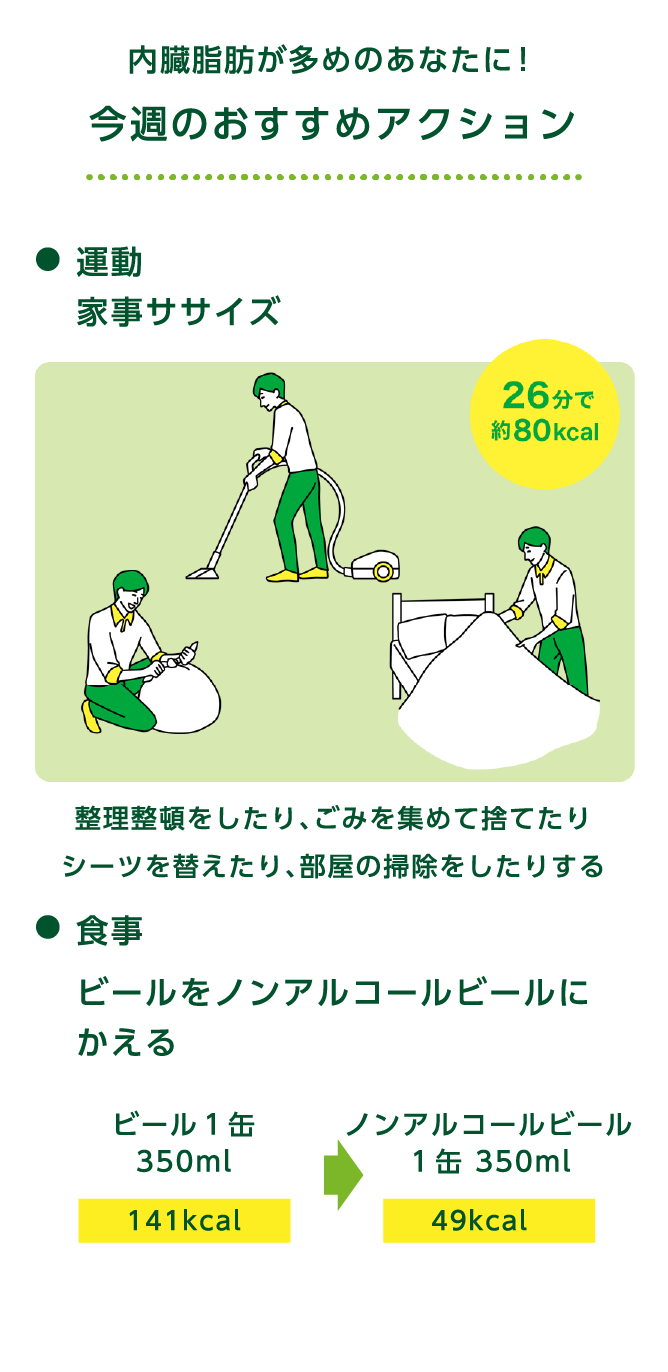 内臓脂肪が多めのあなたに!
今週のおすすめアクション
● 運動
家事ササイズ
26分で
約80kcal
整理整頓をしたり、ごみを集めて捨てたり
シーツを替えたり、部屋の掃除をしたりする
● 食事
ビールをノンアルコールビールに
かえる
ビール1缶
350ml
141kcal
ノンアルコールビール
1缶 350ml
49kcal